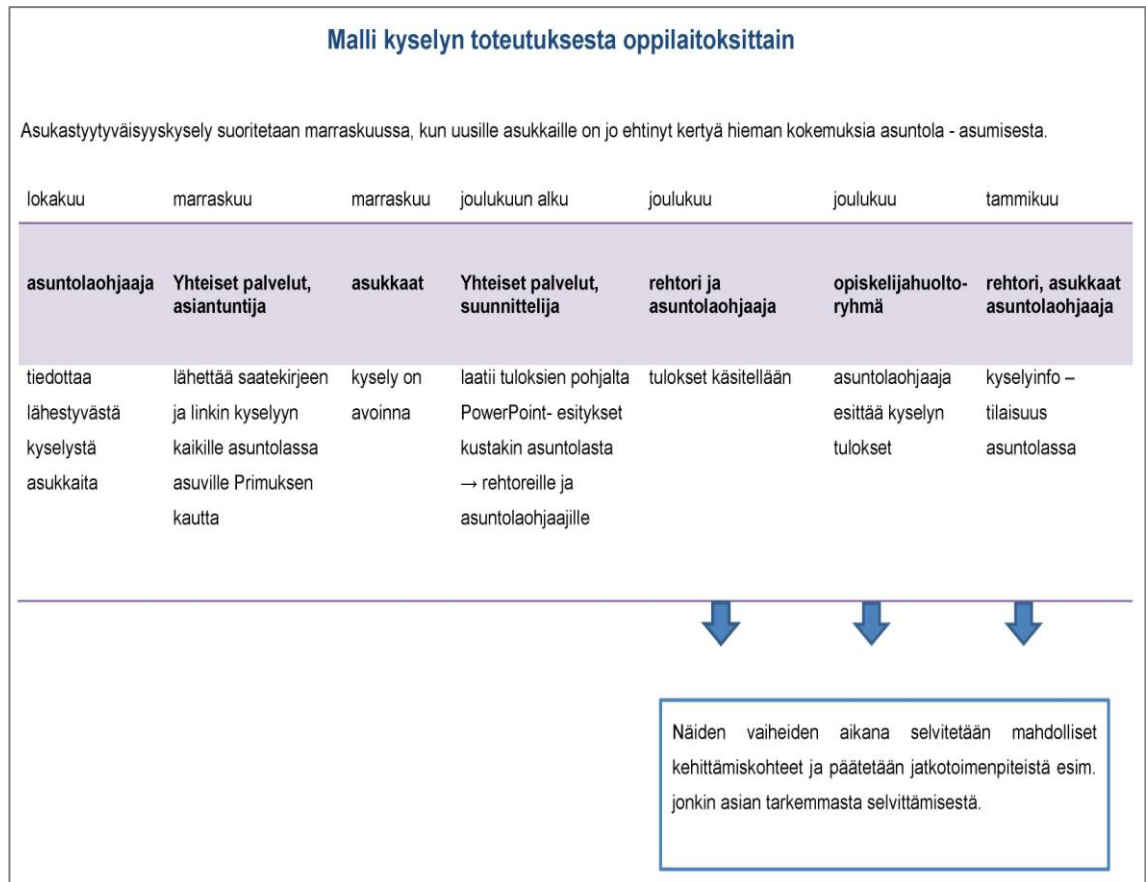 Malli kyselyn toteutuksesta oppilaitoksittain
Asukastyytyväisyyskysely suoritetaan marraskuussa, kun uusille asukkaille on jo ehtinyt kertyä hieman kokemuksia asuntola - asumisesta.
lokakuu
marraskuu
marraskuu
joulukuun alku
joulukuu
joulukuu
tammikuu
asuntolaohjaaja
Yhteiset palvelut,
asiantuntija
asukkaat
Yhteiset palvelut,
suunnittelija
rehtori ja
asuntolaohjaaja
opiskelijahuolto-
ryhmä
rehtori, asukkaat
asuntolaohjaaja
tiedottaa
lähestyvästä
kyselystä
asukkaita
lähettää saatekirjeen
ja linkin kyselyyn
kaikille asuntolassa
asuville Primuksen
kautta
kysely on
avoinna
laatii tuloksien pohjalta
PowerPoint- esitykset
kustakin asuntolasta
→ rehtoreille ja
asuntolaohjaajille
tulokset käsitellään
asuntolaohjaaja
esittää kyselyn
tulokset
kyselyinfo –
tilaisuus
asuntolassa
Näiden vaiheiden aikana selvitetään mahdolliset
kehittämiskohteet ja päätetään jatkotoimenpiteistä esim.
jonkin asian tarkemmasta selvittämisestä.